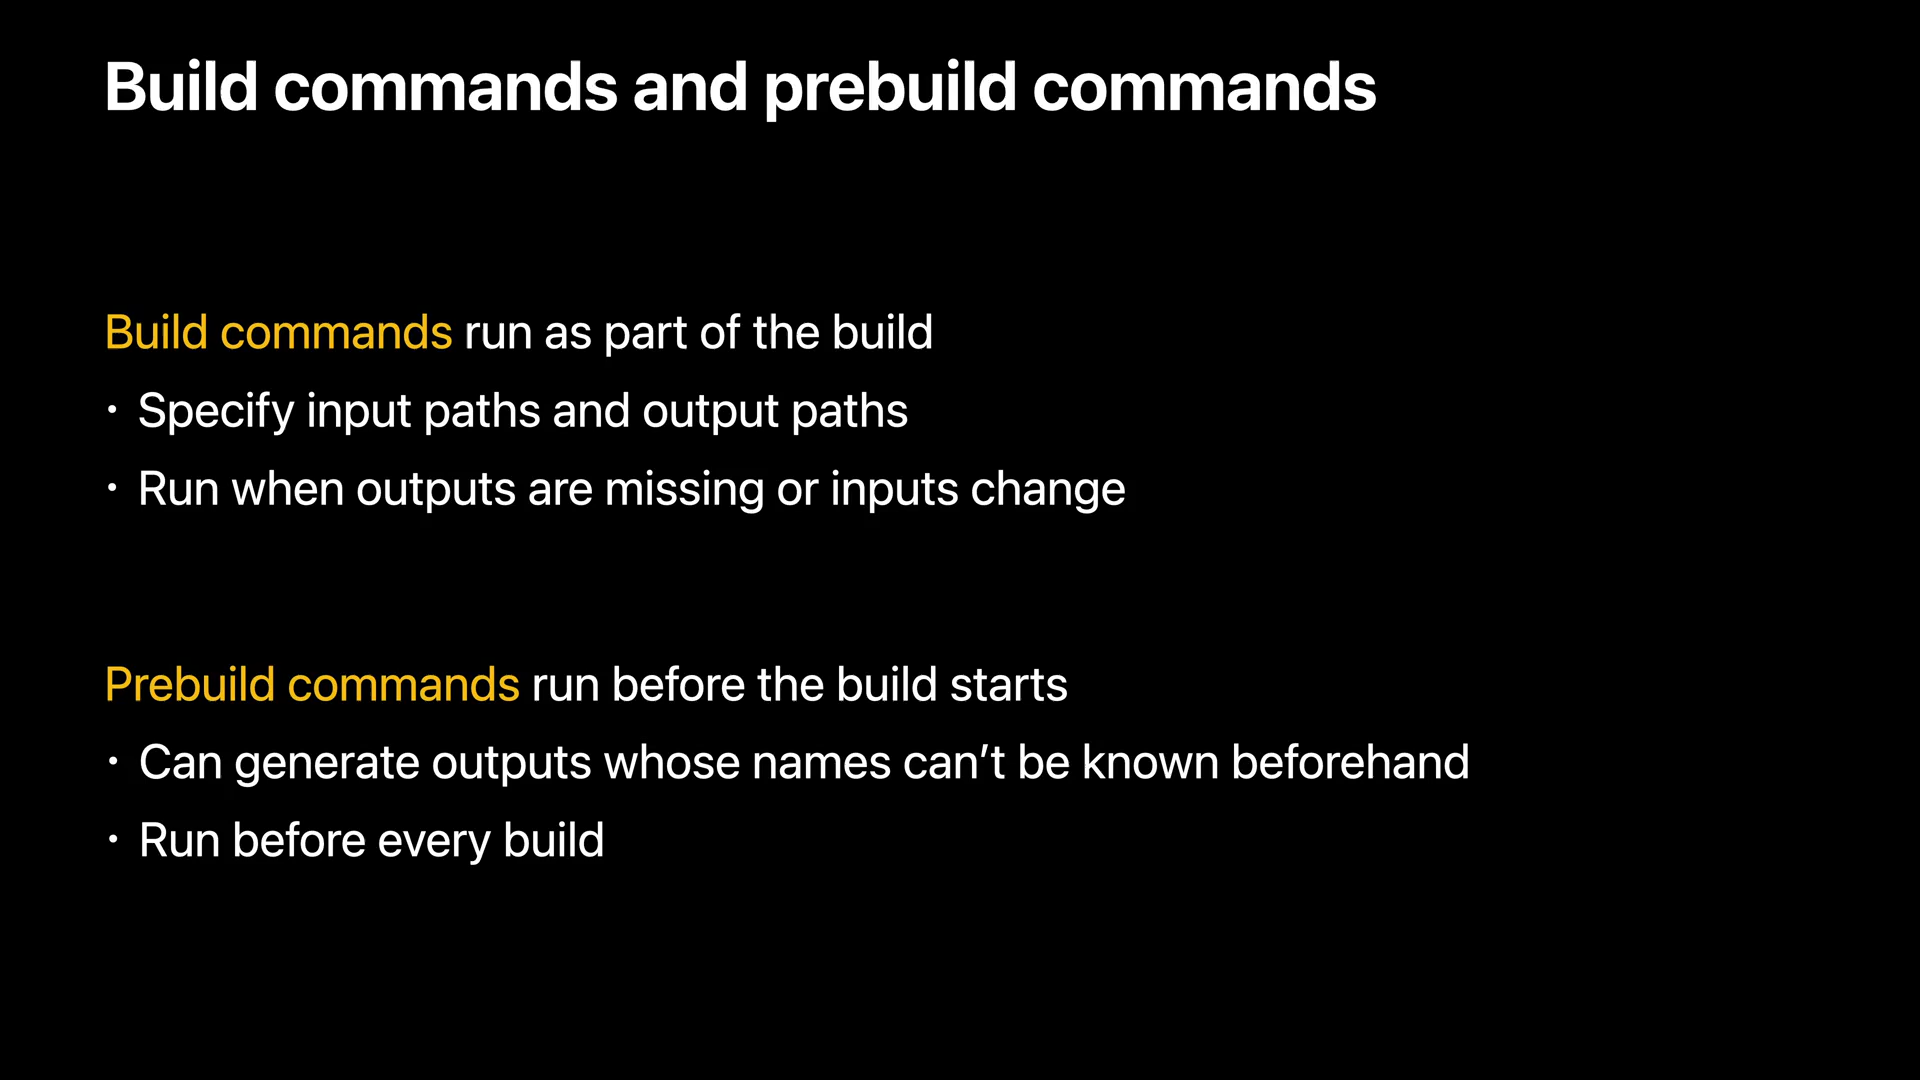 Build commands and prebuild commands
Build commands run as part of the build
• Specify input paths and output paths
• Run when outputs are missing or inputs change
Prebuild commands run before the build starts
• Can generate outputs whose names can’t be known beforehand
• Run before every build